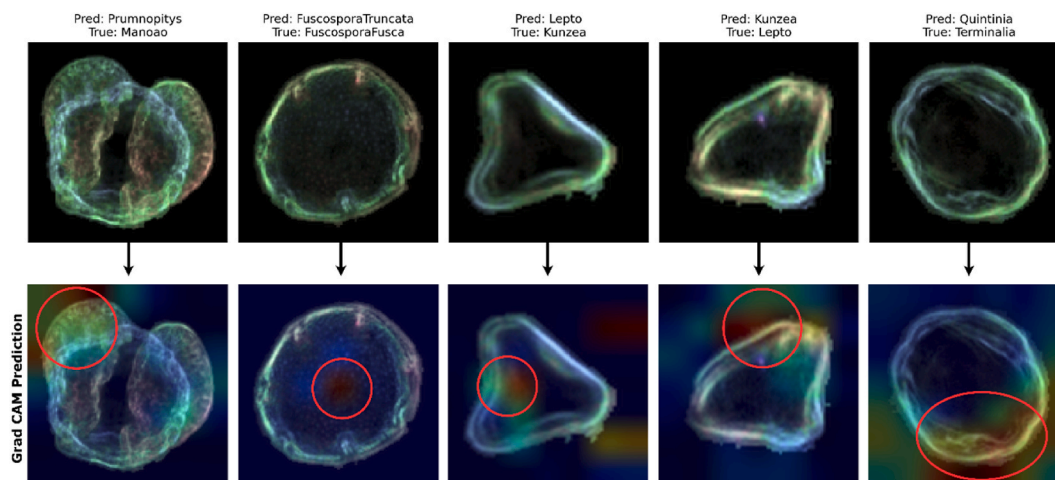 Pred: Prumnopitys
True: Manoao
Pred: FuscosporaTruncata
True: FuscosporaFusca
Pred: Lepto
True: Kunzea
Pred: Kunzea
True: Lepto
Pred: Quintinia
True: Terminalia
Grad CAM Prediction